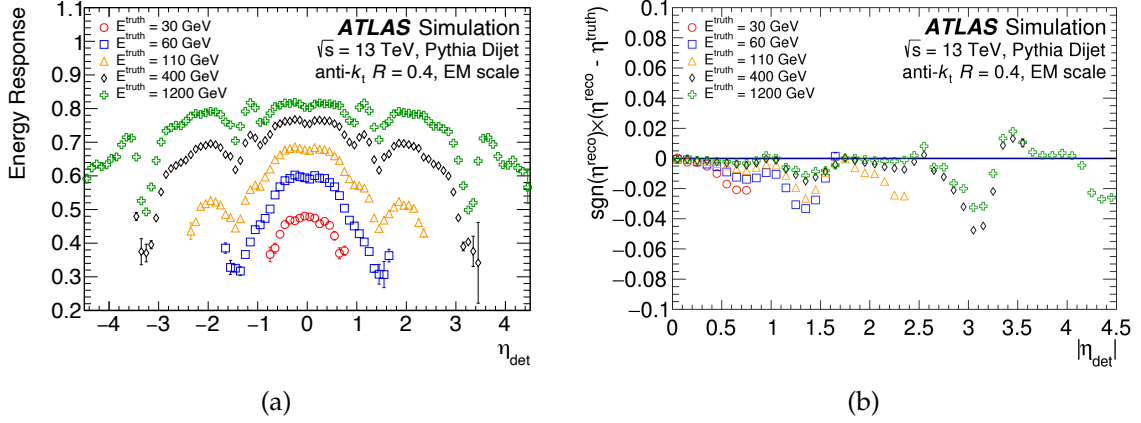 ATLAS Simulation
√s = 13 TeV, Pythia Dijet
anti-kt R = 0.4, EM scale
E^truth = 30 GeV
E^truth = 60 GeV
E^truth = 110 GeV
E^truth = 400 GeV
E^truth = 1200 GeV
Energy Response
1.1
1
0.9
0.8
0.7
0.6
0.5
0.4
0.3
0.2
−4 −3 −2 −1 0 1 2 3 4
η_det
(a)
ATLAS Simulation
√s = 13 TeV, Pythia Dijet
anti-kt R = 0.4, EM scale
E^truth = 30 GeV
E^truth = 60 GeV
E^truth = 110 GeV
E^truth = 400 GeV
E^truth = 1200 GeV
sgn(η^reco)×(η^reco - η^truth)
0.1
0.08
0.06
0.04
0.02
0
−0.02
−0.04
−0.06
−0.08
−0.1
0 0.5 1 1.5 2 2.5 3 3.5 4 4.5
|η_det|
(b)